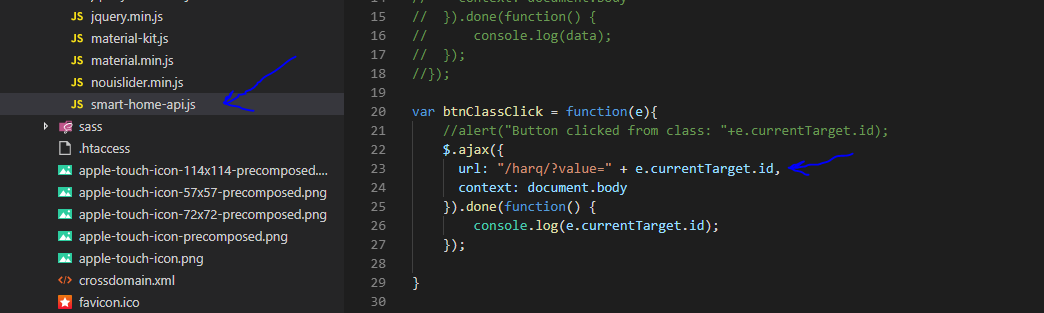 JS jquery.min.js
JS material-kit.js
JS material.min.js
JS nouislider.min.js
JS smart-home-api.js
sass
.htaccess
apple-touch-icon-114x114-precomposed....
apple-touch-icon-57x57-precomposed.png
apple-touch-icon-72x72-precomposed.png
apple-touch-icon-precomposed.png
apple-touch-icon.png
crossdomain.xml
favicon.ico
14 // context: document.body
15 // }).done(function() {
16 // console.log(data);
17 // });
18 //});
19
20 var btnClassClick = function(e){
21 //alert("Button clicked from class: "+e.currentTarget.id);
22 $.ajax({
23 url: "/harq/?value=" + e.currentTarget.id,
24 context: document.body
25 }).done(function() {
26 console.log(e.currentTarget.id);
27 });
28
29 }
30